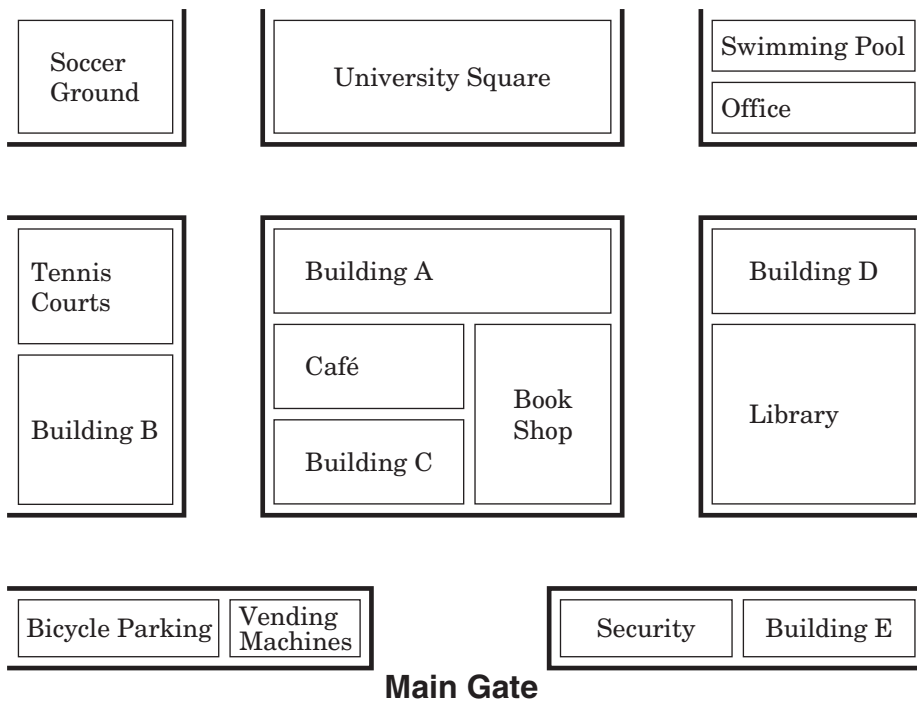 Soccer
Ground
University Square
Swimming Pool
Office
Tennis
Courts
Building A
Building D
Café
Book
Shop
Library
Building B
Building C
Bicycle Parking
Vending
Machines
Security
Building E
Main Gate